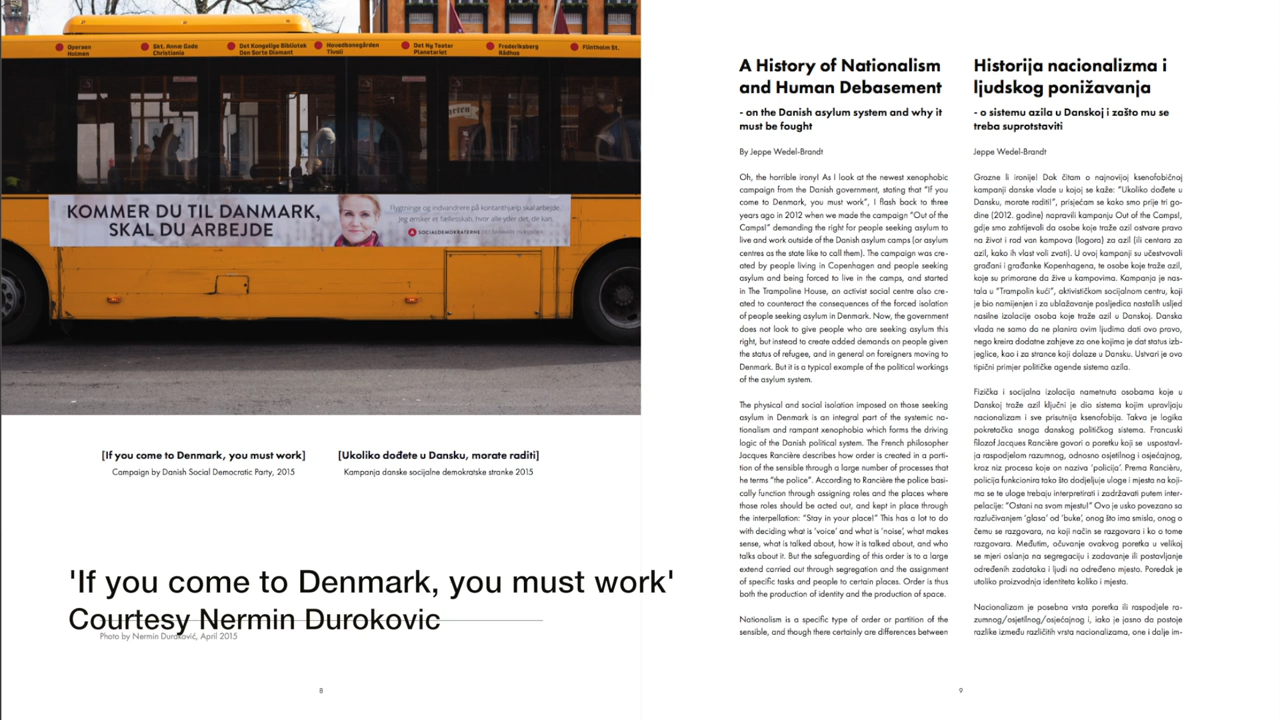 Operaen
Holmen
Skt. Annæ Gade
Christiania
Det Kongelige Bibliotek
Den Sorte Diamant
Hovedbanegården
Tivoli
Det Ny Teater
Planetariet
Frederiksberg
Rådhus
Flintholm St.
KOMMER DU TIL DANMARK,
SKAL DU ARBEJDE
Flygtninge og indvandrere på kontanthjælp skal arbejde.
Jeg ønsker et fællesskab, hvor alle yder det, de kan.
A SOCIALDEMOKRATERNE
[If you come to Denmark, you must work]
Campaign by Danish Social Democratic Party, 2015
[Ukoliko dođete u Dansku, morate raditi]
Kampanja danske socijalne demokratske stranke 2015
'If you come to Denmark, you must work'
Courtesy Nermin Durokovic
Photo by Nermin Duraković, April 2015
8
A History of Nationalism
and Human Debasement
- on the Danish asylum system and why it
must be fought
By Jeppe Wedel-Brandt
Oh, the horrible irony! As I look at the newest xenophobic
campaign from the Danish government, stating that "If you
come to Denmark, you must work", I flash back to three
years ago in 2012 when we made the campaign "Out of the
Camps!" demanding the right for people seeking asylum to
live and work outside of the Danish asylum camps (or asylum
centres as the state like to call them). The campaign was cre-
ated by people living in Copenhagen and people seeking
asylum and being forced to live in the camps, and started
in The Trampoline House, an activist social centre also cre-
ated to counteract the consequences of the forced isolation
of people seeking asylum in Denmark. Now, the government
does not look to give people who are seeking asylum this
right, but instead to create added demands on people given
the status of refugee, and in general on foreigners moving to
Denmark. But it is a typical example of the political workings
of the asylum system.
The physical and social isolation imposed on those seeking
asylum in Denmark is an integral part of the systemic na-
tionalism and rampant xenophobia which forms the driving
logic of the Danish political system. The French philosopher
Jacques Rancière describes how order is created in a parti-
tion of the sensible through a large number of processes that
he terms "the police". According to Rancière the police basi-
cally function through assigning roles and the places where
those roles should be acted out, and kept in place through
the interpellation: "Stay in your place!" This has a lot to do
with deciding what is 'voice' and what is 'noise', what makes
sense, what is talked about, how it is talked about, and who
talks about it. But the safeguarding of this order is to a large
extend carried out through segregation and the assignment
of specific tasks and people to certain places. Order is thus
both the production of identity and the production of space.
Nationalism is a specific type of order or partition of the
sensible, and though there certainly are differences between
Historija nacionalizma i
ljudskog ponižavanja
- o sistemu azila u Danskoj i zašto mu se
treba suprotstaviti
Jeppe Wedel-Brandt
Grozne li ironije! Dok čitam o najnovijoj ksenofobičnoj
kampanji danske vlade u kojoj se kaže: "Ukoliko dođete u
Dansku, morate raditi!", prisjećam se kako smo prije tri go-
dine (2012. godine) napravili kampanju Out of the Camps!,
gdje smo zahtijevali da osobe koje traže azil ostvare pravo
na život i rad van kampova (logora) za azil (ili centara za
azil, kako ih vlast voli zvati). U ovoj kampanji su učestvovali
građani i građanke Kopenhagena, te osobe koje traže azil,
koje su primorane da žive u kampovima. Kampanja je nas-
tala u "Trampolin kući", aktivističkom socijalnom centru, koji
je bio namijenjen i za ublažavanje posljedica nastalih usljed
nasilne izolacije osoba koje traže azil u Danskoj. Danska
vlada ne samo da ne planira ovim ljudima dati ovo pravo,
nego kreira dodatne zahjeve za one kojima je dat status izb-
jeglice, kao i za strance koji dolaze u Dansku. Ustvari je ovo
tipični primjer političke agende sistema azila.
Fizička i socijalna izolacija nametnuta osobama koje u
Danskoj traže azil ključni je dio sistema kojim upravljaju
nacionalizam i sve prisutnija ksenofobija. Takva je logika
pokretačka snaga danskog političkog sistema. Francuski
filozof Jacques Rancière govori o poretku koji se uspostavl-
ja raspodjelom razumnog, odnosno osjetilnog i osjećajnog,
kroz niz procesa koje on naziva 'policija'. Prema Rancièru,
policija funkcionira tako što dodjeljuje uloge i mjesta na koji-
ma se te uloge trebaju interpretirati i zadržavati putem inter-
pelacije: "Ostani na svom mjestu!" Ovo je usko povezano sa
razlučivanjem 'glasa' od 'buke', onog što ima smisla, onog o
čemu se razgovara, na koji način se razgovara i ko o tome
razgovara. Međutim, očuvanje ovakvog poretka u velikoj
se mjeri oslanja na segregaciju i zadavanje ili postavljanje
određenih zadataka i ljudi na određeno mjesto. Poredak je
utoliko proizvodnja identiteta koliko i mjesta.
Nacionalizam je posebna vrsta poretka ili raspodjele ra-
zumnog/osjetilnog/osjećajnog i, iako je jasno da postoje
razlike između različitih vrsta nacionalizama, one i dalje im-
9